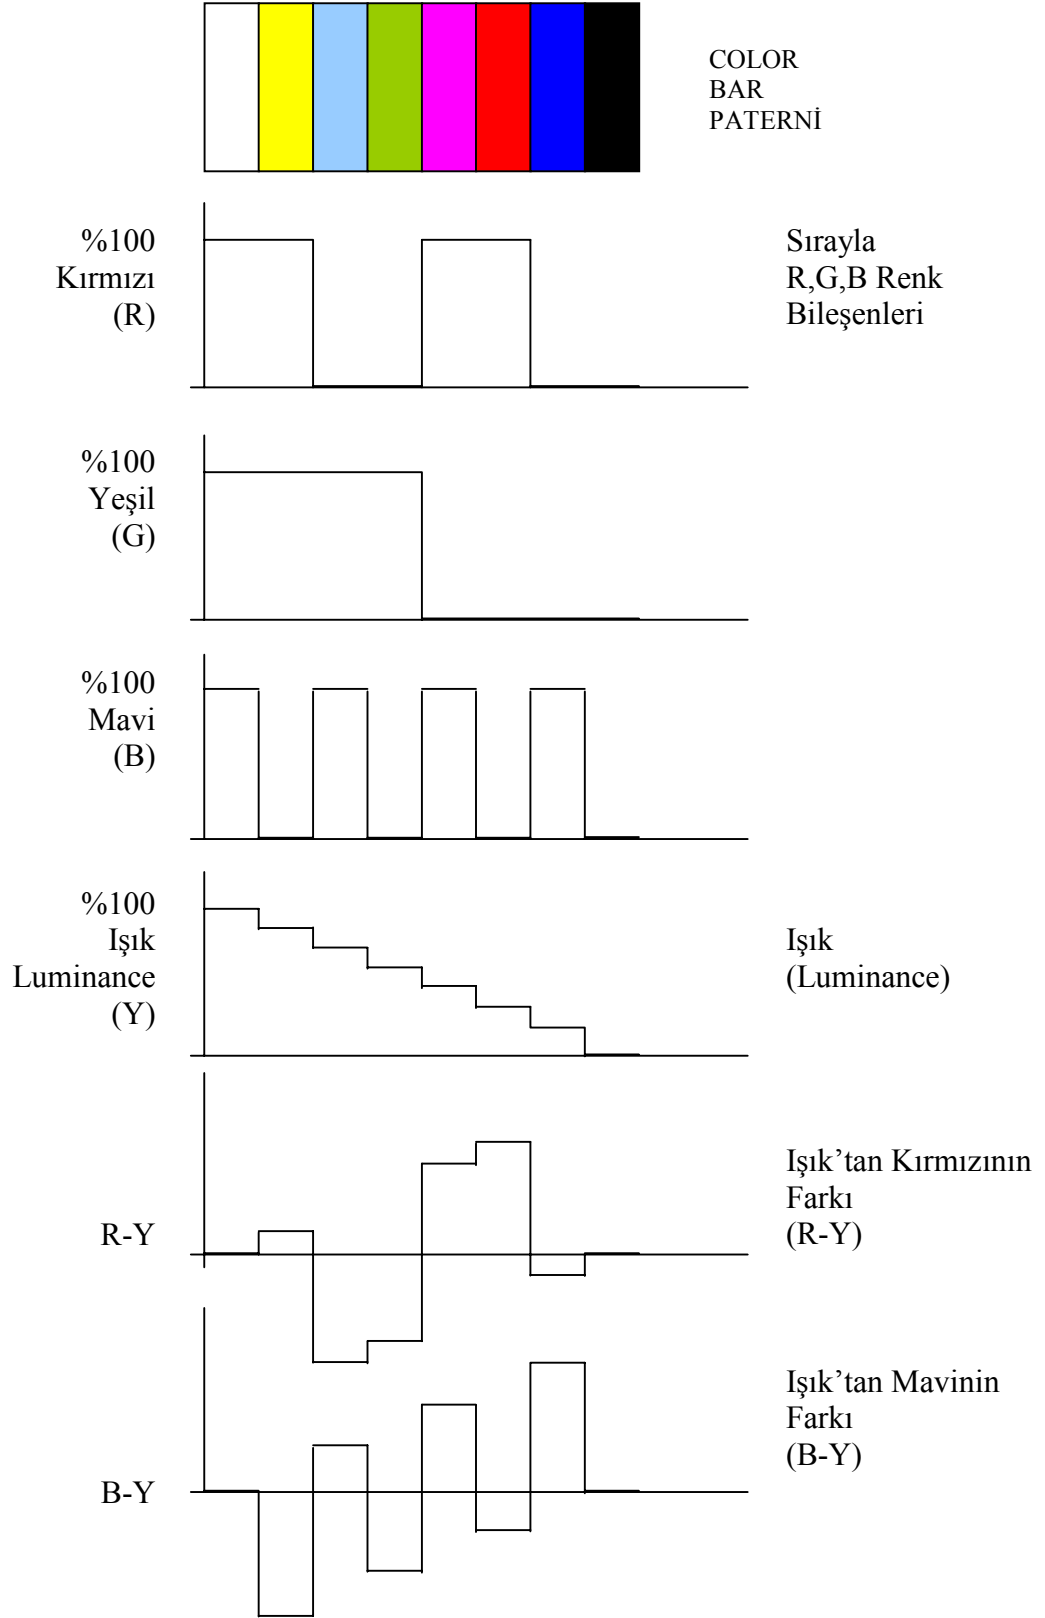 COLOR
BAR
PATERNİ
%100
Kırmızı
(R)
Sırayla
R,G,B Renk
Bileşenleri
%100
Yeşil
(G)
%100
Mavi
(B)
%100
Işık
Luminance
(Y)
Işık
(Luminance)
R-Y
Işık’tan Kırmızının
Farkı
(R-Y)
B-Y
Işık’tan Mavinin
Farkı
(B-Y)